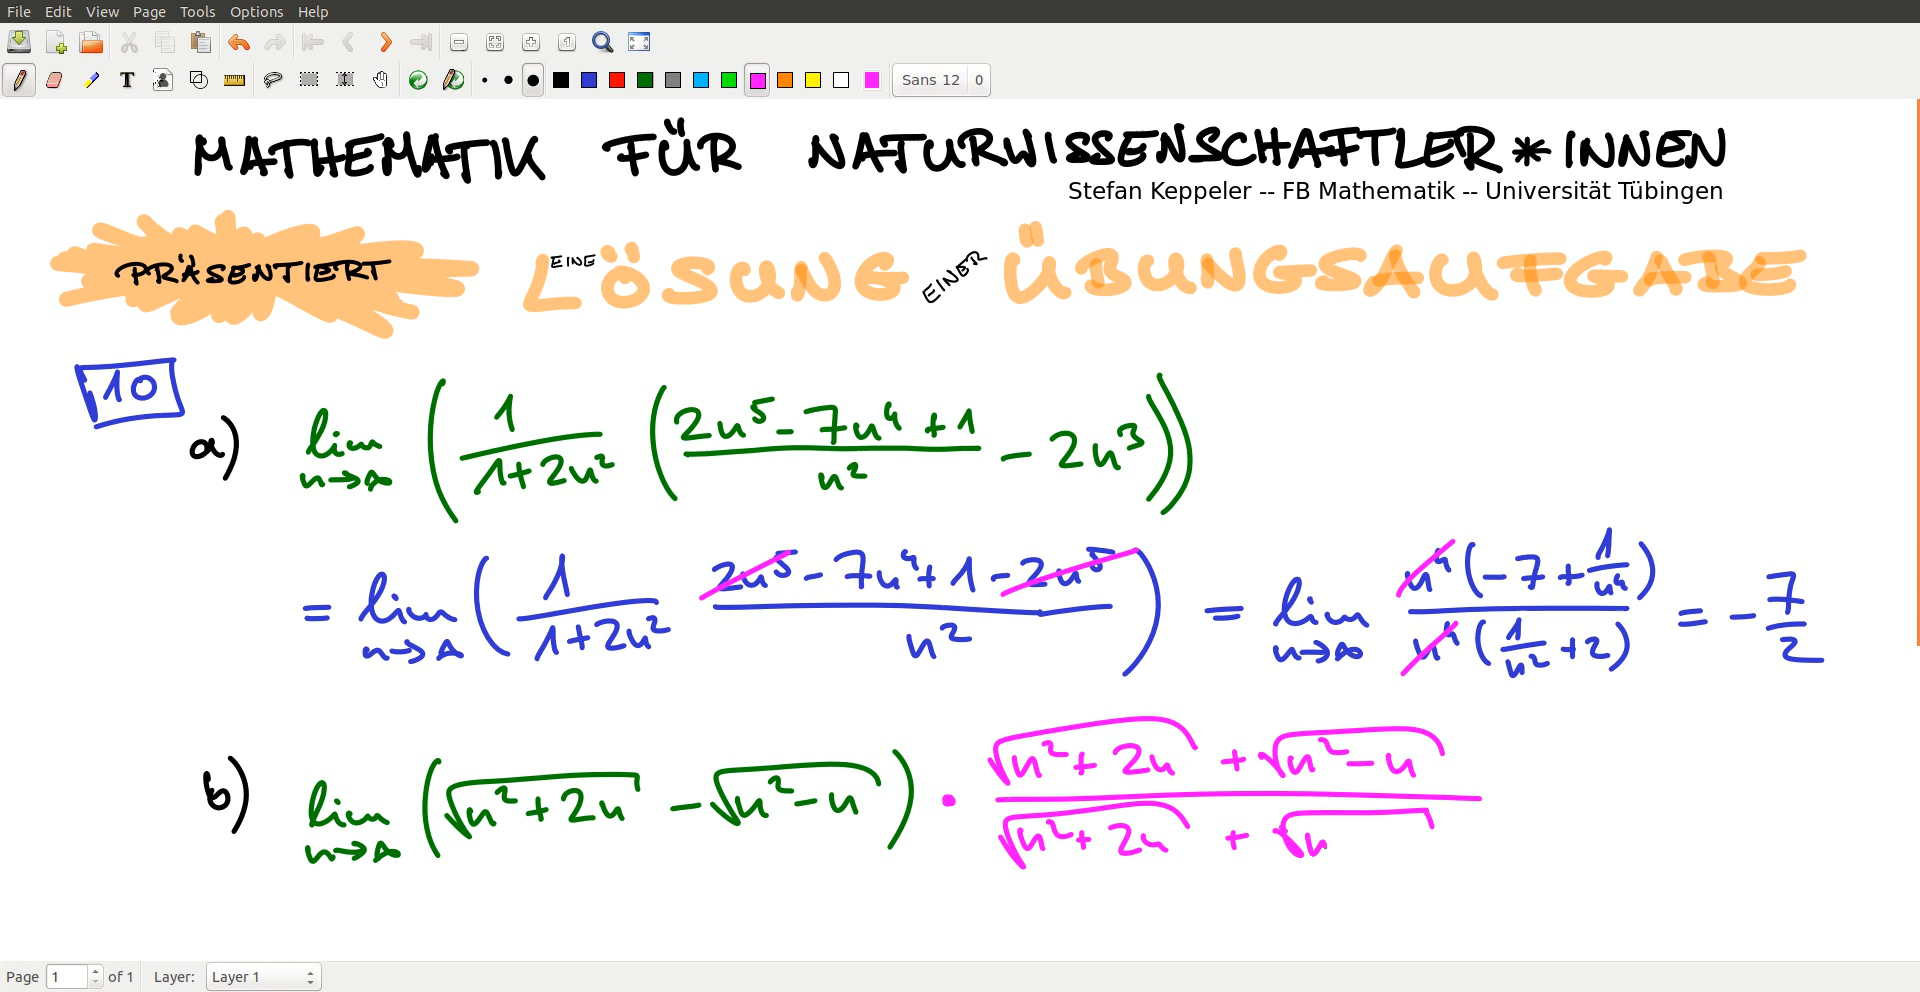 File Edit View Page Tools Options Help
T Sans 12 0
MATHEMATIK FÜR NATURWISSENSCHAFTLER*INNEN
Stefan Keppeler -- FB Mathematik -- Universität Tübingen
PRÄSENTIERT EINE LÖSUNG EINER ÜBUNGSAUFGABE
10
a) lim n→∞ (1/(1+2n²) ((2n⁵-7n⁴+1)/n² - 2n³))
= lim n→∞ (1/(1+2n²) (2n⁵-7n⁴+1-2n⁵)/n²) = lim n→∞ n⁴(-7+1/n⁴)/n⁴(1/n²+2) = -7/2
b) lim n→∞ (√(n²+2n) - √(n²-n)) · (√(n²+2n) + √(n²-n))/(√(n²+2n) + √n)
Page 1 of 1 Layer: Layer 1